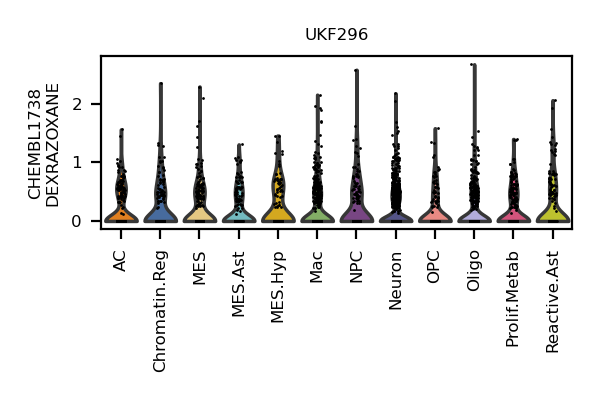 UKF296
CHEMBL1738
DEXRAZOXANE
2
1
0
AC
Chromatin.Reg
MES
MES.Ast
MES.Hyp
Mac
NPC
Neuron
OPC
Oligo
Prolif.Metab
Reactive.Ast